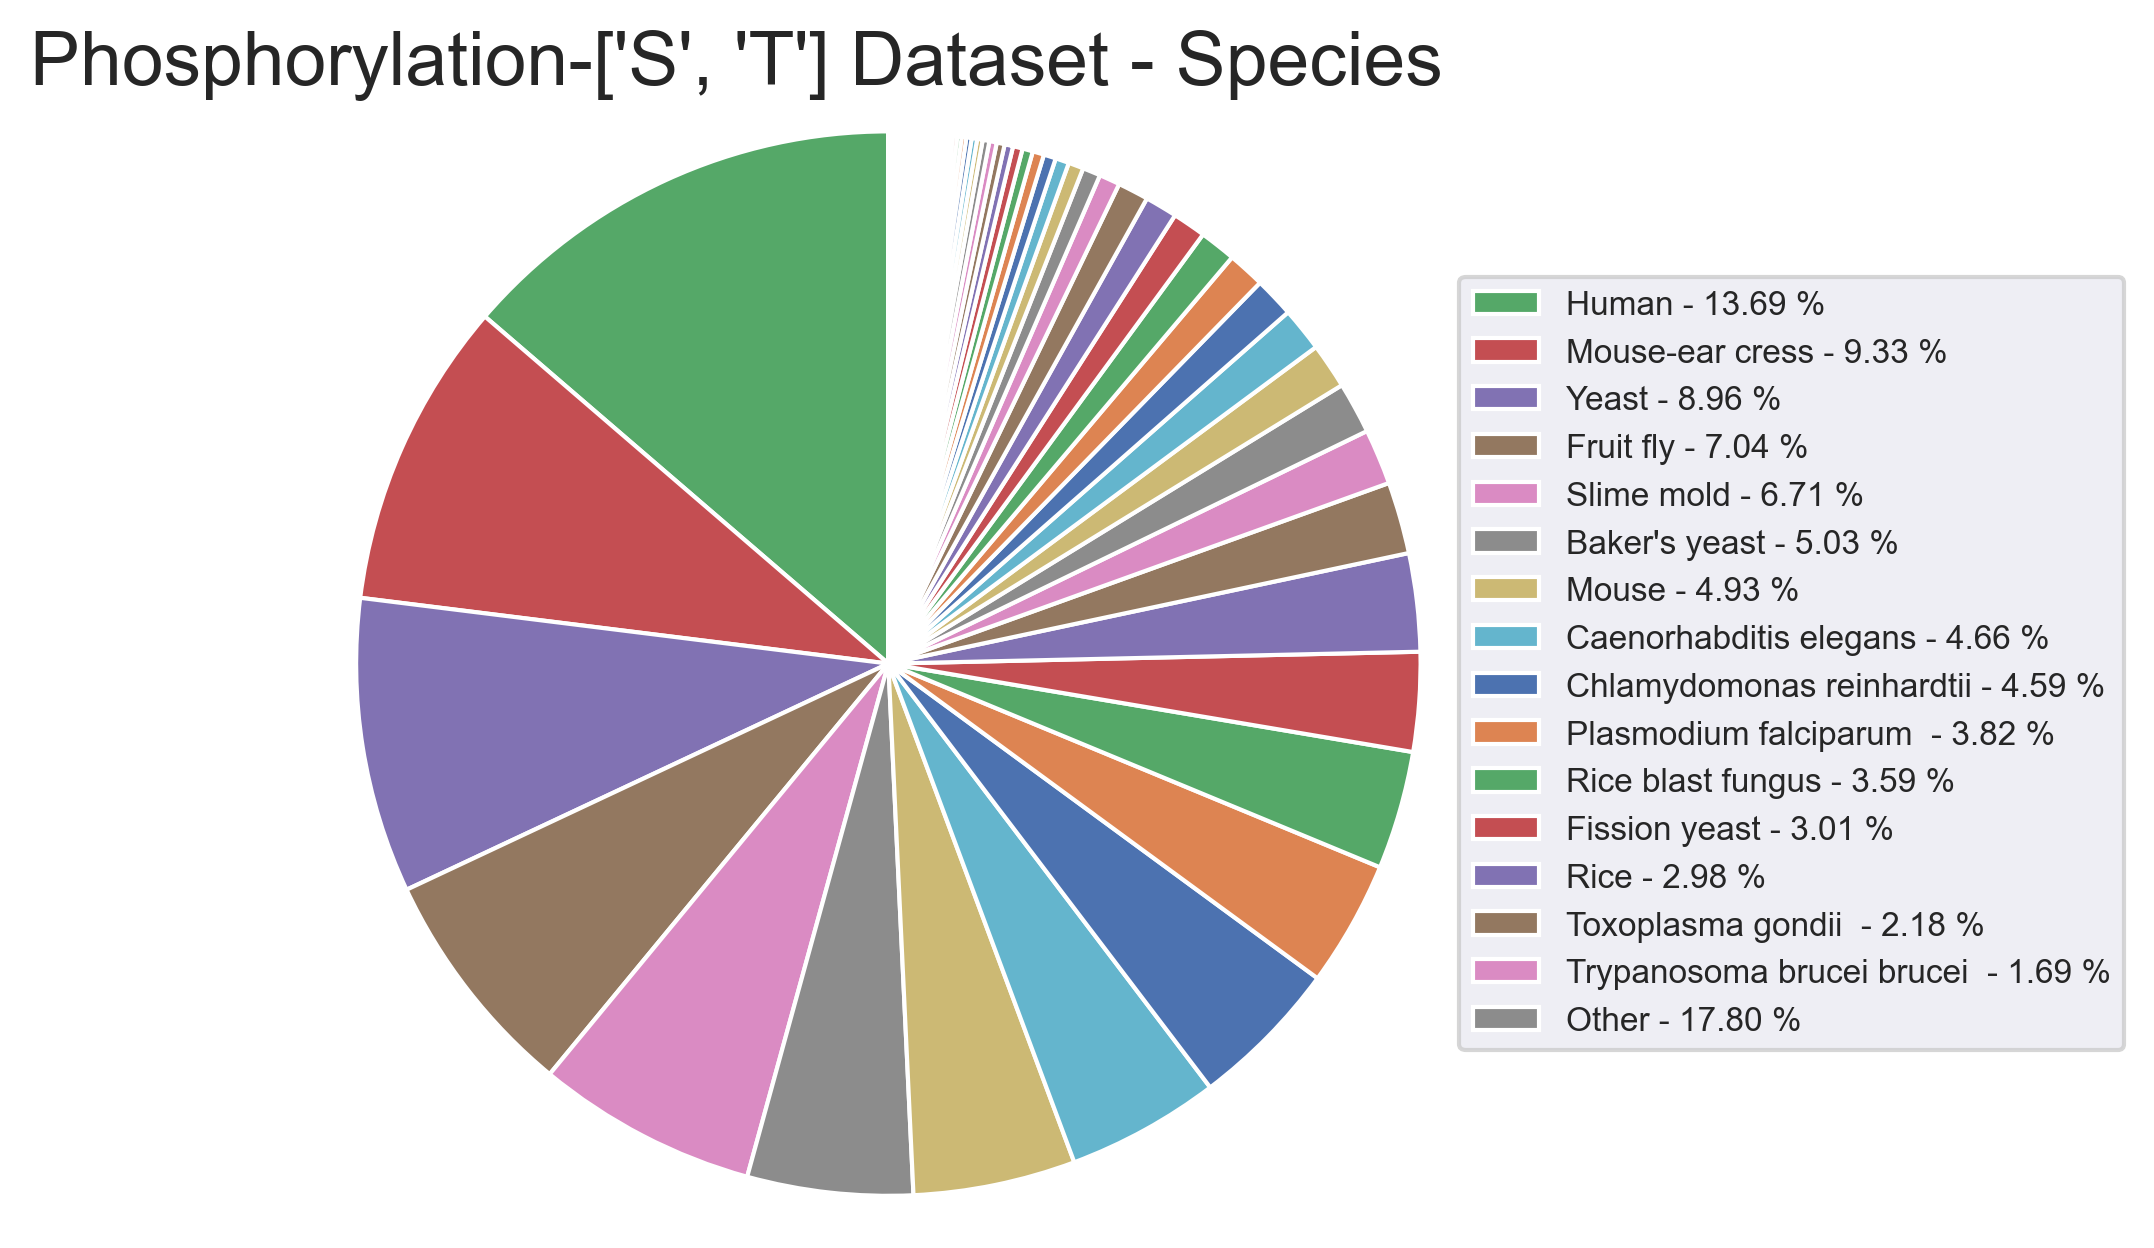 Phosphorylation-['S', 'T'] Dataset - Species
Human - 13.69 %
Mouse-ear cress - 9.33 %
Yeast - 8.96 %
Fruit fly - 7.04 %
Slime mold - 6.71 %
Baker's yeast - 5.03 %
Mouse - 4.93 %
Caenorhabditis elegans - 4.66 %
Chlamydomonas reinhardtii - 4.59 %
Plasmodium falciparum  - 3.82 %
Rice blast fungus - 3.59 %
Fission yeast - 3.01 %
Rice - 2.98 %
Toxoplasma gondii  - 2.18 %
Trypanosoma brucei brucei  - 1.69 %
Other - 17.80 %